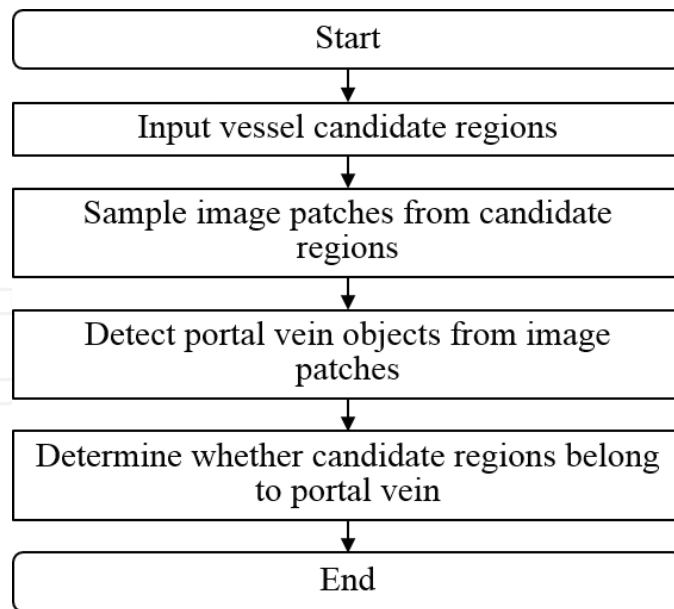 Start
Input vessel candidate regions
Sample image patches from candidate
regions
Detect portal vein objects from image
patches
Determine whether candidate regions belong
to portal vein
End